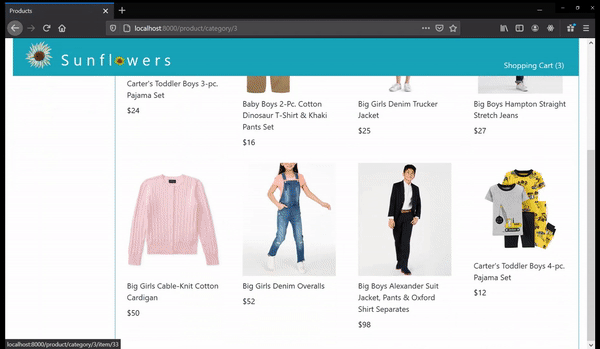 Products
localhost:8000/product/category/3
Sunflowers
Shopping Cart (3)
Carter's Toddler Boys 3-pc.
Pajama Set
$24
Baby Boys 2-Pc. Cotton
Dinosaur T-Shirt & Khaki
Pants Set
$16
Big Girls Denim Trucker
Jacket
$25
Big Boys Hampton Straight
Stretch Jeans
$27
Big Girls Cable-Knit Cotton
Cardigan
$50
Big Girls Denim Overalls
$52
Big Boys Alexander Suit
Jacket, Pants & Oxford
Shirt Separates
$98
Carter's Toddler Boys 4-pc.
Pajama Set
$12
localhost:8000/product/category/3/item/33